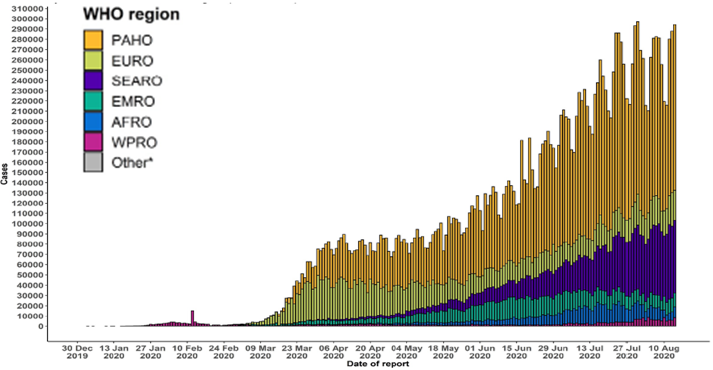 WHO region
PAHO
EURO
SEARO
EMRO
AFRO
WPRO
Other*
Cases
310000
300000
290000
280000
270000
260000
250000
240000
230000
220000
210000
200000
190000
180000
170000
160000
150000
140000
130000
120000
110000
100000
90000
80000
70000
60000
50000
40000
30000
20000
10000
0
30 Dec 13 Jan 27 Jan 10 Feb 24 Feb 09 Mar 23 Mar 06 Apr 20 Apr 04 May 18 May 01 Jun 15 Jun 29 Jun 13 Jul 27 Jul 10 Aug
2019 2020 2020 2020 2020 2020 2020 2020 2020 2020 2020 2020 2020 2020 2020 2020 2020
Date of report